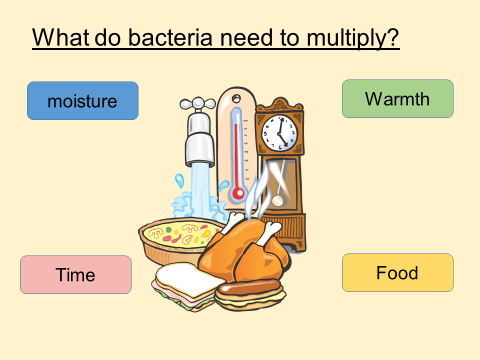 What do bacteria need to multiply?
moisture
Warmth
Time
Food